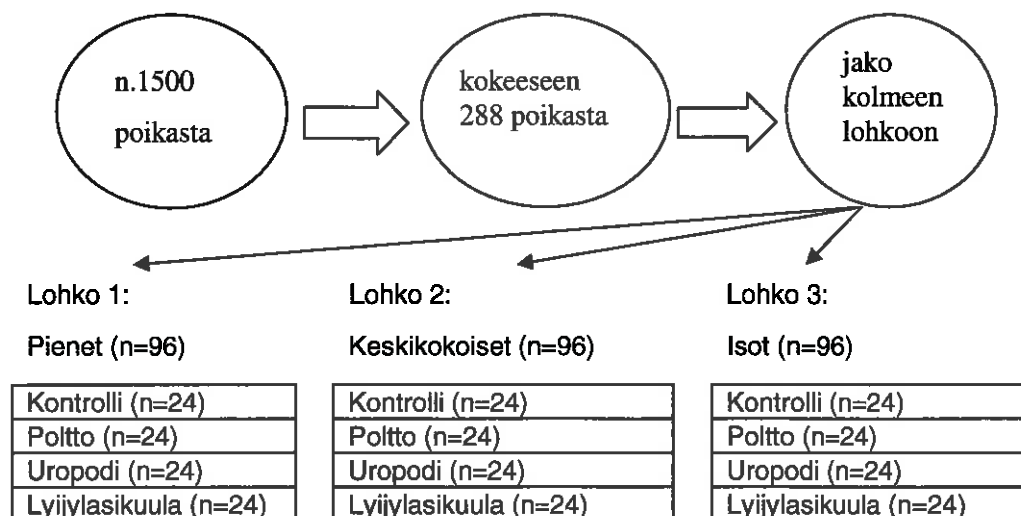 n.1500
poikasta
kokeeseen
288 poikasta
jako
kolmeen
lohkoon
Lohko 1:
Pienet (n=96)
Kontrolli (n=24)
Poltto (n=24)
Uropodi (n=24)
Lyijylasikuula (n=24)
Lohko 2:
Keskikokoiset (n=96)
Kontrolli (n=24)
Poltto (n=24)
Uropodi (n=24)
Lyijylasikuula (n=24)
Lohko 3:
Isot (n=96)
Kontrolli (n=24)
Poltto (n=24)
Uropodi (n=24)
Lyijylasikuula (n=24)